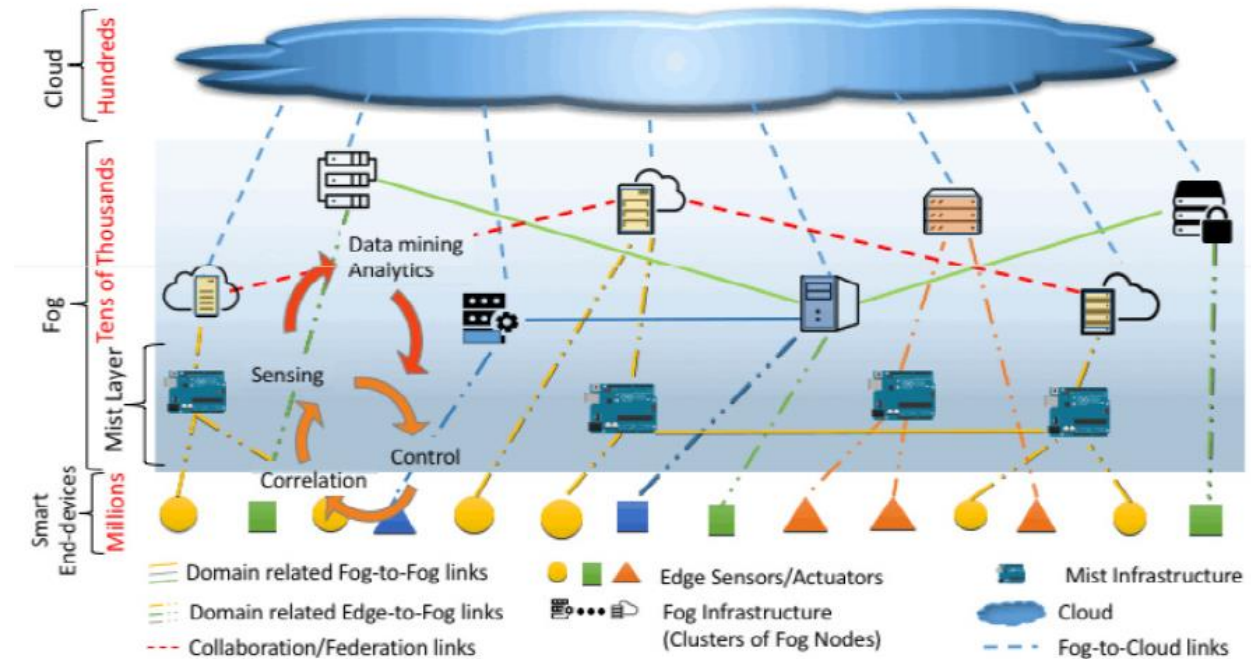 Cloud
Hundreds
Fog
Tens of Thousands
Mist Layer
Data mining
Analytics
Sensing
Control
Correlation
Smart
End-devices
Millions
Domain related Fog-to-Fog links
Domain related Edge-to-Fog links
Collaboration/Federation links
Edge Sensors/Actuators
Fog Infrastructure
(Clusters of Fog Nodes)
Mist Infrastructure
Cloud
Fog-to-Cloud links